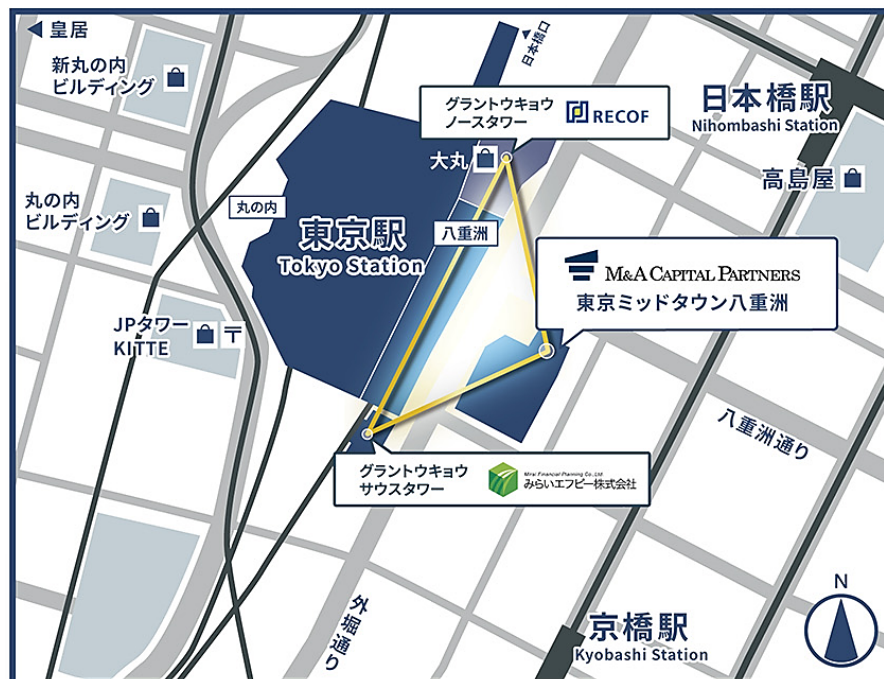 皇居
新丸の内
ビルディング
日本橋口
グラントウキョウ
ノースタワー
RECOF
日本橋駅
Nihombashi Station
大丸
高島屋
丸の内
ビルディング
丸の内
東京駅
Tokyo Station
八重洲
M&A CAPITAL PARTNERS
東京ミッドタウン八重洲
JPタワー
KITTE
〒
八重洲通り
グラントウキョウ
サウスタワー
Mirai Financial Planning Co.,Ltd.
みらいエフピー株式会社
外堀通り
京橋駅
Kyobashi Station
N